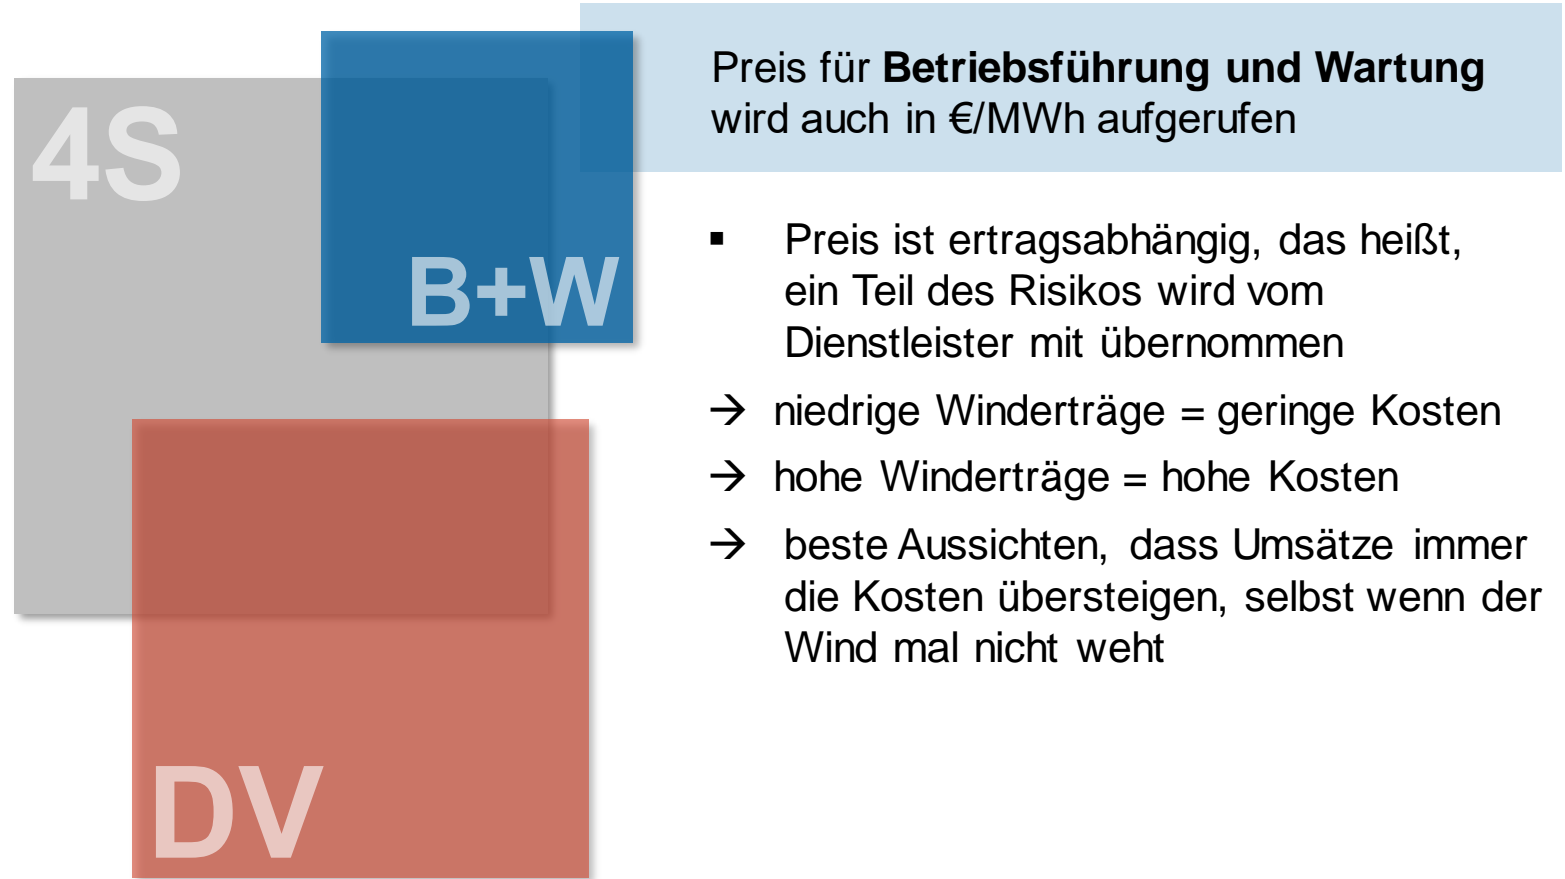 4S
B+W
DV
Preis für Betriebsführung und Wartung
wird auch in €/MWh aufgerufen
▪ Preis ist ertragsabhängig, das heißt,
ein Teil des Risikos wird vom
Dienstleister mit übernommen
→ niedrige Winderträge = geringe Kosten
→ hohe Winderträge = hohe Kosten
→ beste Aussichten, dass Umsätze immer
die Kosten übersteigen, selbst wenn der
Wind mal nicht weht